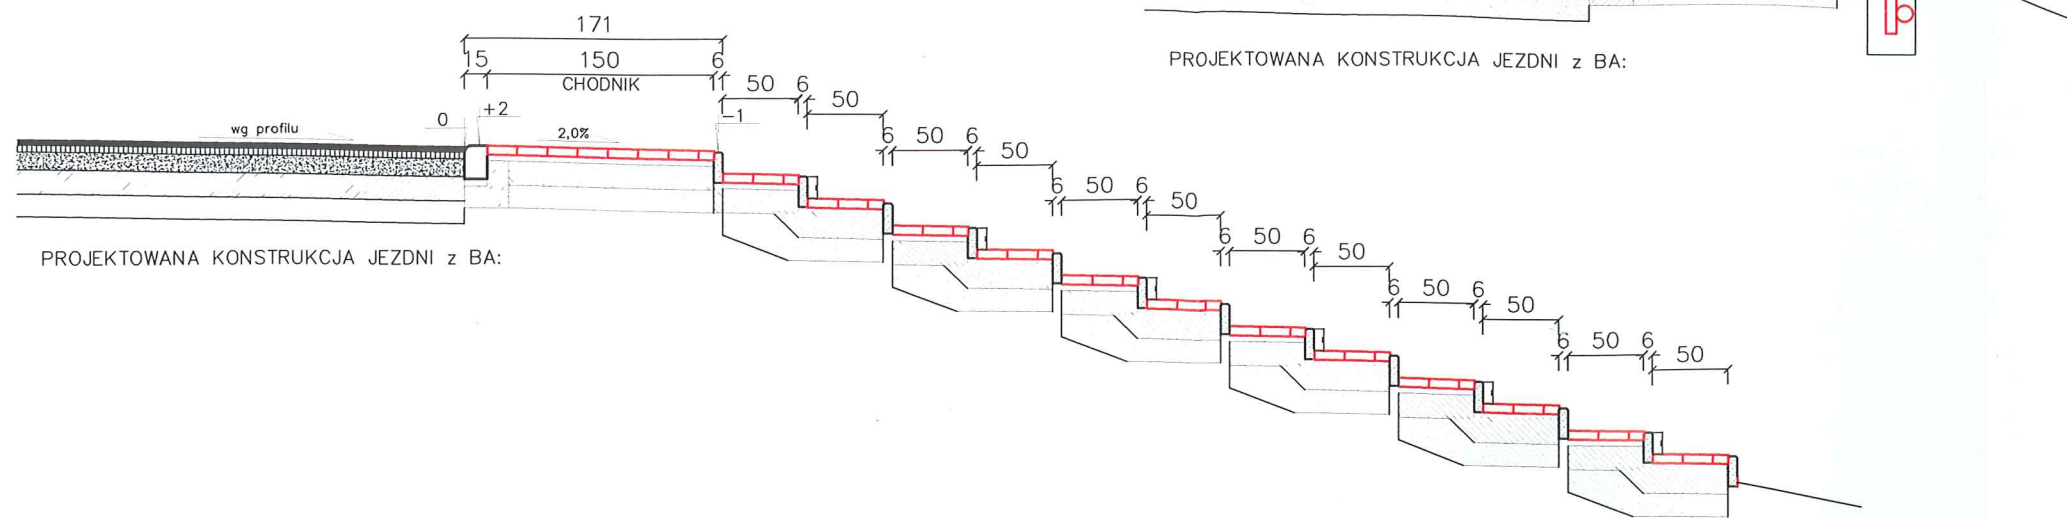 171
15 150 6
CHODNIK
50 6
50
6 50 6
50
6 50 6
50
6 50 6
50
6 50 6
50
6 50 6
50
0
+2
-1
wg profilu
2,0%
PROJEKTOWANA KONSTRUKCJA JEZDNI z BA:
PROJEKTOWANA KONSTRUKCJA JEZDNI z BA: